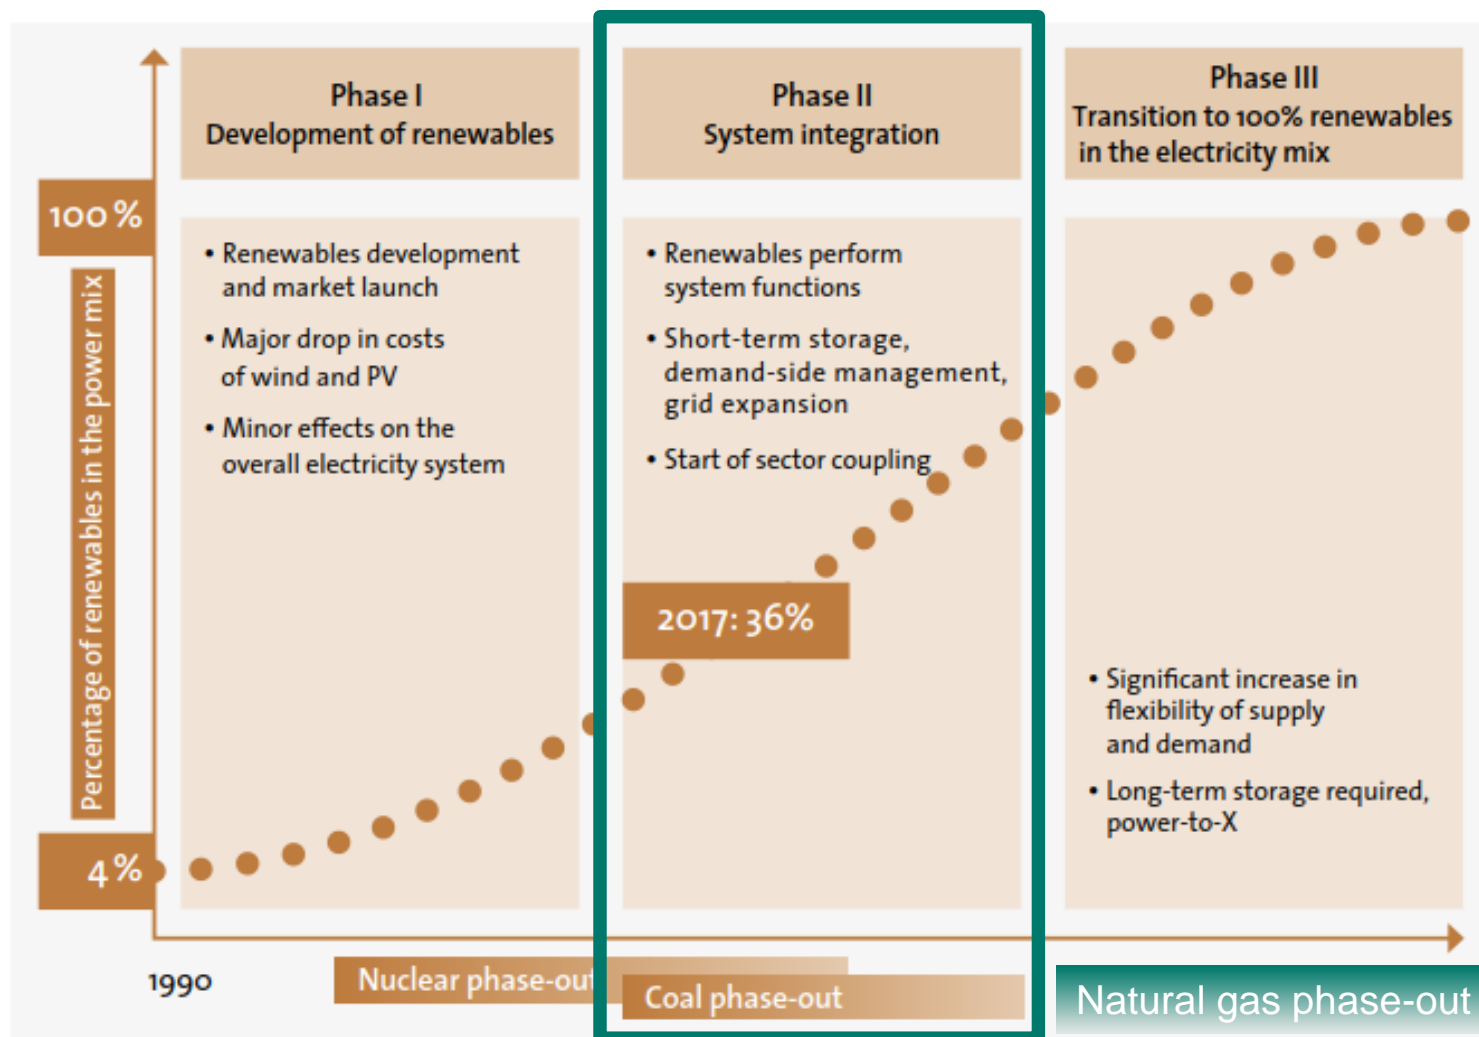 Phase I
Development of renewables
Phase II
System integration
Phase III
Transition to 100% renewables
in the electricity mix
100 %
Percentage of renewables in the power mix
4 %
• Renewables development
and market launch
• Major drop in costs
of wind and PV
• Minor effects on the
overall electricity system
• Renewables perform
system functions
• Short-term storage,
demand-side management,
grid expansion
• Start of sector coupling
2017: 36%
• Significant increase in
flexibility of supply
and demand
• Long-term storage required,
power-to-X
1990
Nuclear phase-out
Coal phase-out
Natural gas phase-out